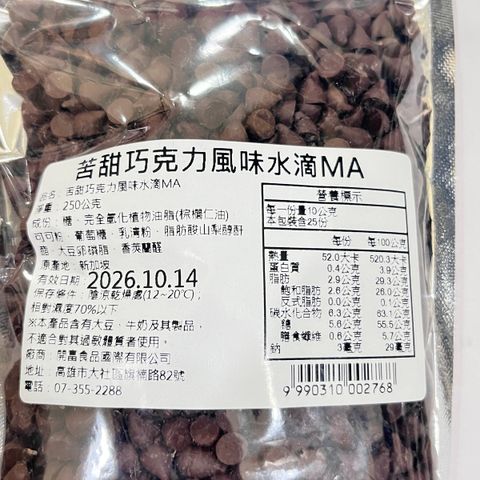 苦甜巧克力風味水滴MA
品名：苦甜巧克力風味水滴MA
淨重：250公克
成份：糖、完全氫化植物油脂(棕櫚仁油)
可可粉、葡萄糖、乳清粉、脂肪酸山梨醇酐
酯、大豆卵磷脂、香莢蘭醛
原產地：新加坡
有效日期 2026.10.14
保存條件：陰涼乾燥處(12~20℃)；
相對濕度70%以下
※本產品含有大豆、牛奶及其製品，
不適合對其過敏體質者使用。
廠商：開富食品國際有限公司
地址：高雄市大社區旗楠路82號
電話：07-355-2288
營養標示
每一份量10公克
本包裝含25份
每份 每100公克
熱量 52.0大卡 520.3大卡
蛋白質 0.4公克 3.9公克
脂肪 2.9公克 29.3公克
飽和脂肪 2.6公克 26.0公克
反式脂肪 0.0公克 0.1公克
碳水化合物 6.3公克 63.1公克
糖 5.6公克 55.5公克
膳食纖維 0.6公克 5.7公克
鈉 3毫克 29毫克
9 990310 002768